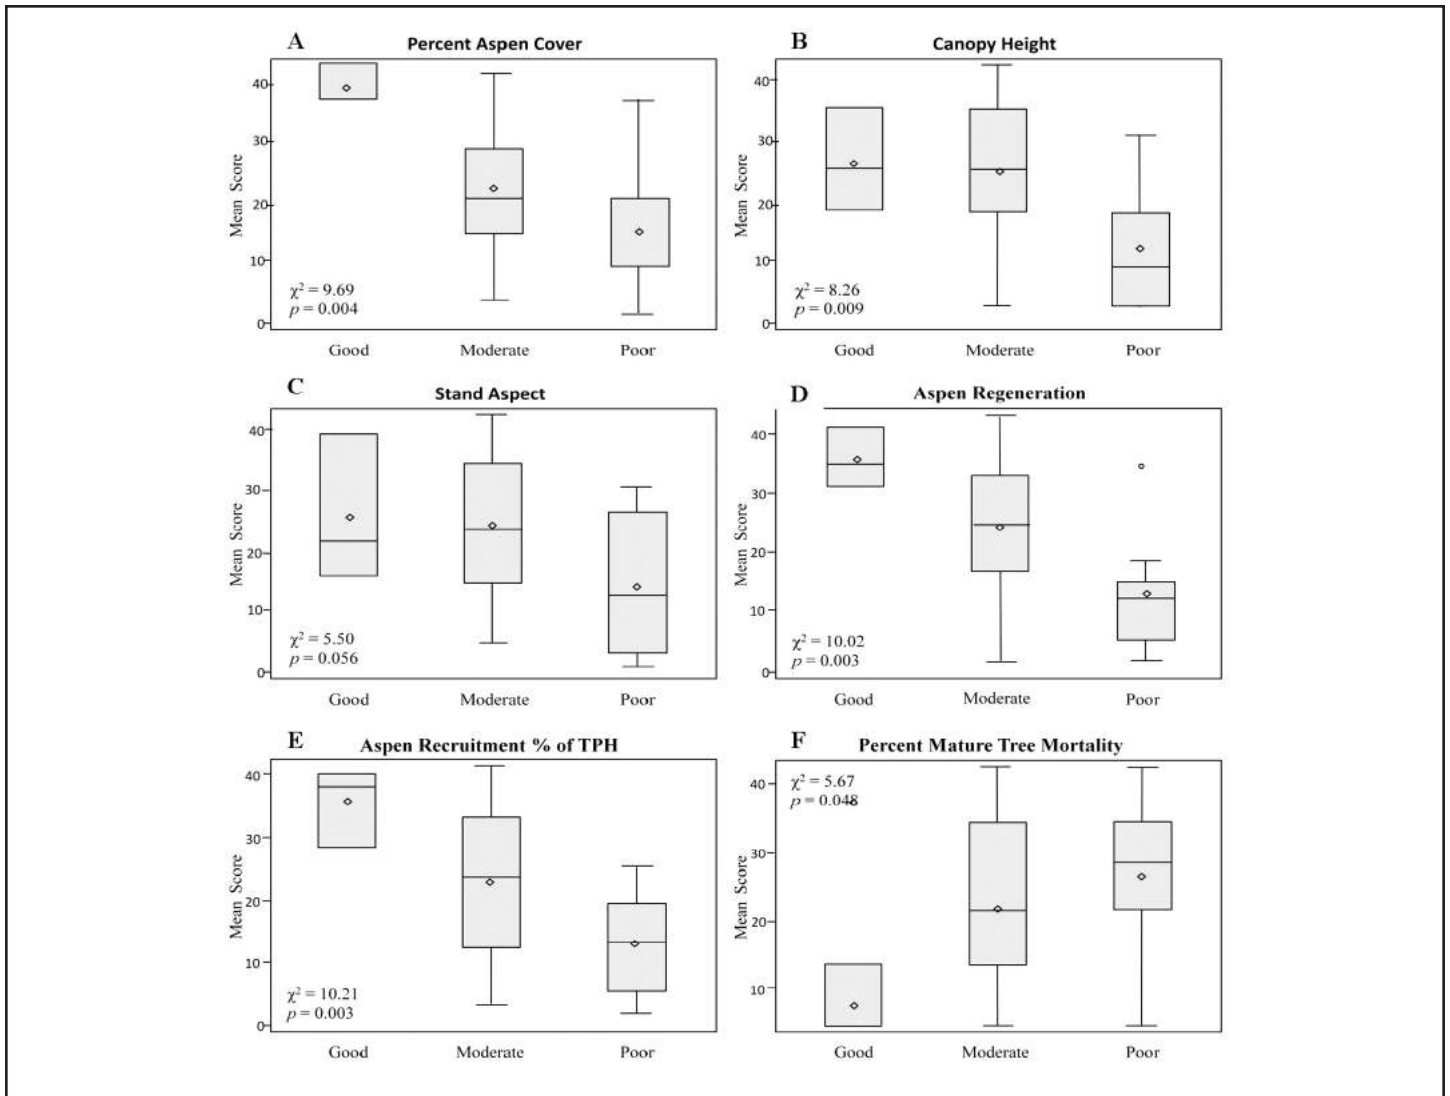 A
Percent Aspen Cover
Mean Score
40
30
20
10
0
χ² = 9.69
p = 0.004
Good Moderate Poor
B
Canopy Height
Mean Score
40
30
20
10
0
χ² = 8.26
p = 0.009
Good Moderate Poor
C
Stand Aspect
Mean Score
40
30
20
10
0
χ² = 5.50
p = 0.056
Good Moderate Poor
D
Aspen Regeneration
Mean Score
40
30
20
10
0
χ² = 10.02
p = 0.003
Good Moderate Poor
E
Aspen Recruitment % of TPH
Mean Score
40
30
20
10
0
χ² = 10.21
p = 0.003
Good Moderate Poor
F
Percent Mature Tree Mortality
Mean Score
40
30
20
10
χ² = 5.67
p = 0.048
Good Moderate Poor